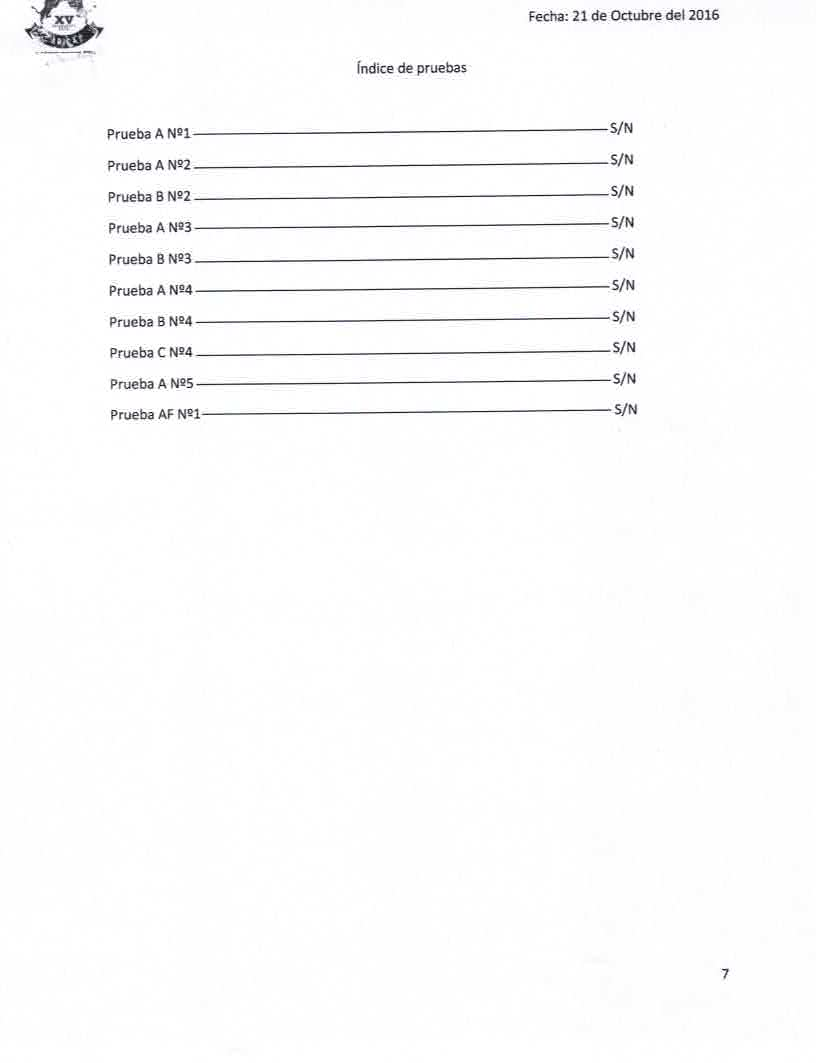 XV
Fecha: 21 de Octubre del 2016
Índice de pruebas
Prueba A Nº1 S/N
Prueba A Nº2 S/N
Prueba B Nº2 S/N
Prueba A Nº3 S/N
Prueba B Nº3 S/N
Prueba A Nº4 S/N
Prueba B Nº4 S/N
Prueba C Nº4 S/N
Prueba A Nº5 S/N
Prueba AF Nº1 S/N
7